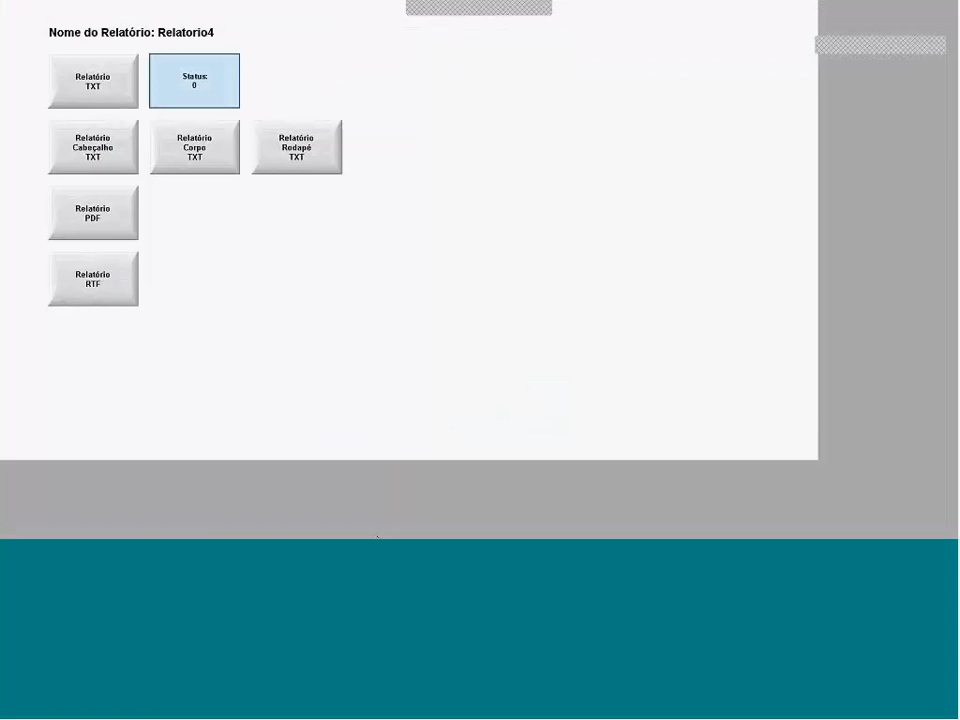 Nome do Relatório: Relatorio4
Relatório
TXT
Status:
0
Relatório
Cabeçalho
TXT
Relatório
Corpo
TXT
Relatório
Rodapé
TXT
Relatório
PDF
Relatório
RTF